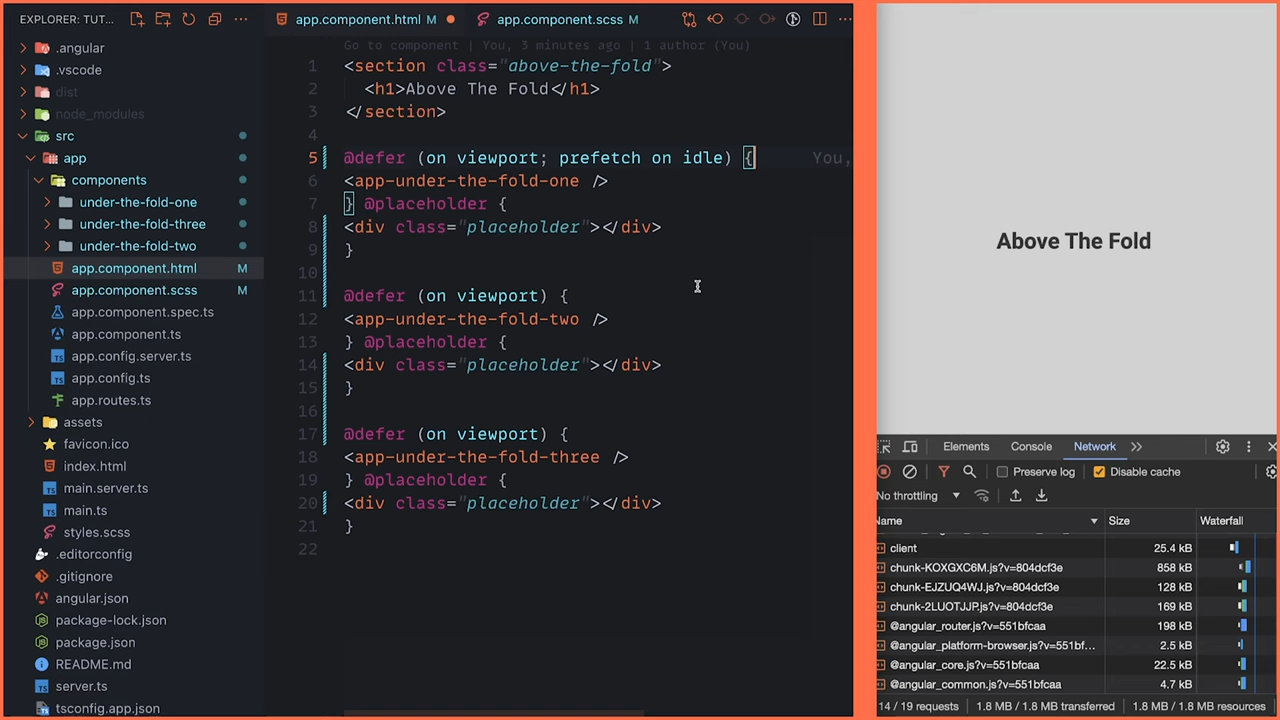 EXPLORER: TUT...
.angular
.vscode
dist
node_modules
src
app
components
under-the-fold-one
under-the-fold-three
under-the-fold-two
app.component.html M
app.component.scss M
app.component.spec.ts
app.component.ts
app.config.server.ts
app.config.ts
app.routes.ts
assets
favicon.ico
index.html
main.server.ts
main.ts
styles.scss
.editorconfig
.gitignore
angular.json
package-lock.json
package.json
README.md
server.ts
tsconfig.app.json
app.component.html M
app.component.scss M
Go to component | You, 3 minutes ago | 1 author (You)
1 <section class="above-the-fold">
2 <h1>Above The Fold</h1>
3 </section>
4
5 @defer (on viewport; prefetch on idle) { You,
6 <app-under-the-fold-one />
7 } @placeholder {
8 <div class="placeholder"></div>
9 }
10
11 @defer (on viewport) {
12 <app-under-the-fold-two />
13 } @placeholder {
14 <div class="placeholder"></div>
15 }
16
17 @defer (on viewport) {
18 <app-under-the-fold-three />
19 } @placeholder {
20 <div class="placeholder"></div>
21 }
22
Above The Fold
Elements Console Network
Preserve log Disable cache
No throttling
Name Size Waterfall
client 25.4 kB
chunk-KOXGXC6M.js?v=804dcf3e 858 kB
chunk-EJZUQ4WJ.js?v=804dcf3e 128 kB
chunk-2LUOTJJP.js?v=804dcf3e 169 kB
@angular_router.js?v=551bfcaa 198 kB
@angular_platform-browser.js?v=551bf... 2.5 kB
@angular_core.js?v=551bfcaa 22.5 kB
@angular_common.js?v=551bfcaa 4.7 kB
14 / 19 requests 1.8 MB / 1.8 MB transferred 1.8 MB / 1.8 MB resources